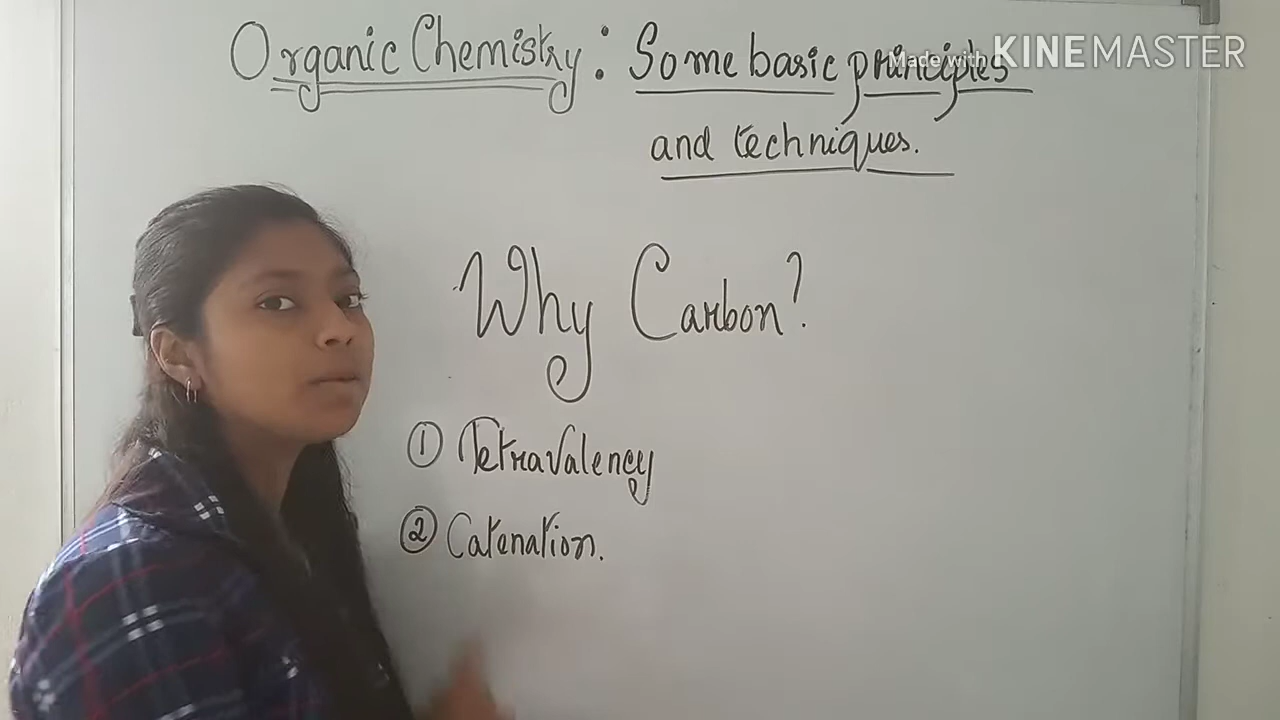 Organic Chemistry: Some basic principles
Made with KINEMASTER
and techniques.
Why Carbon?
① Tetravalency
② Catenation.